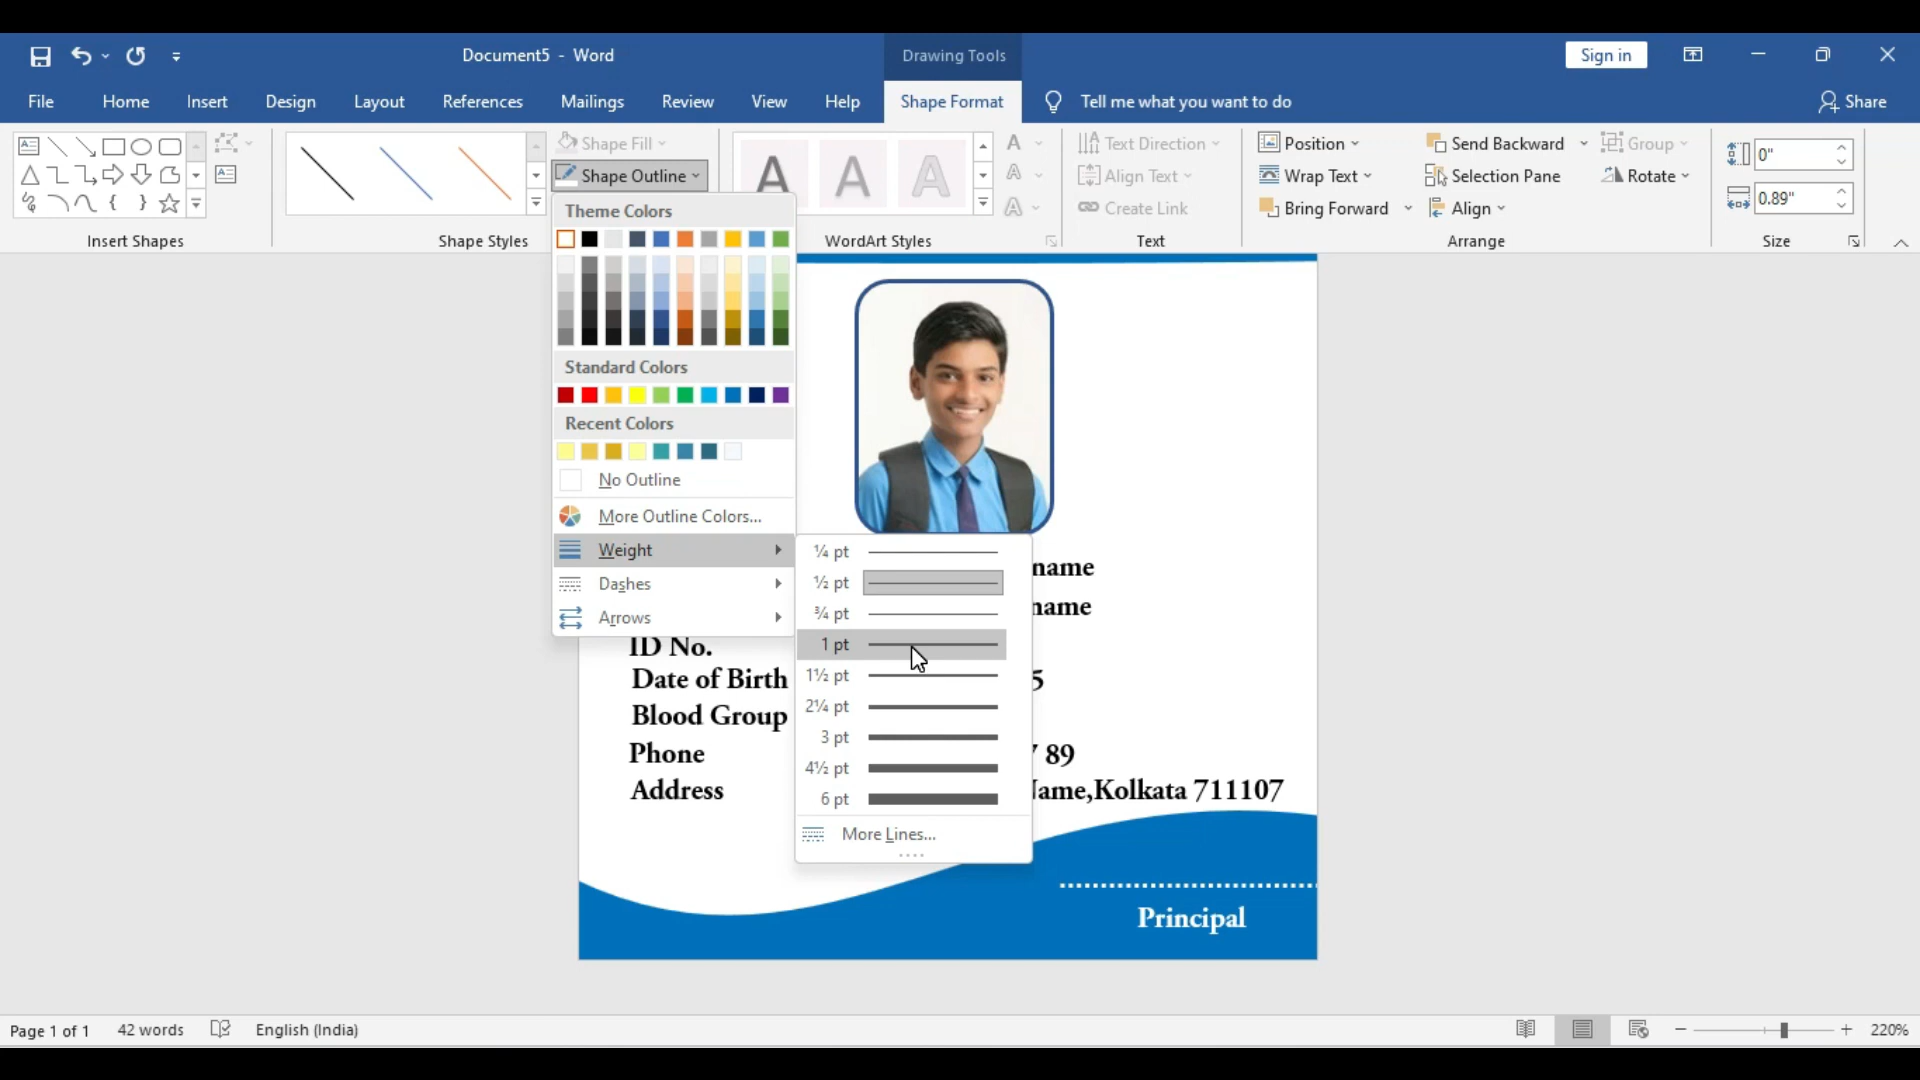 Document5 - Word
Drawing Tools
Sign in
File
Home
Insert
Design
Layout
References
Mailings
Review
View
Help
Shape Format
Tell me what you want to do
Share
Shape Fill
Shape Outline
A A A
A
A
A
Text Direction
Align Text
Create Link
Position
Wrap Text
Bring Forward
Send Backward
Selection Pane
Align
Group
Rotate
0"
0.89"
Insert Shapes
Shape Styles
WordArt Styles
Text
Arrange
Size
Theme Colors
Standard Colors
Recent Colors
No Outline
More Outline Colors...
Weight
Dashes
Arrows
¼ pt
½ pt
¾ pt
1 pt
1½ pt
2¼ pt
3 pt
4½ pt
6 pt
More Lines...
name
name
ID No.
Date of Birth 5
Blood Group
Phone 89
Address ame,Kolkata 711107
Principal
Page 1 of 1
42 words
English (India)
220%